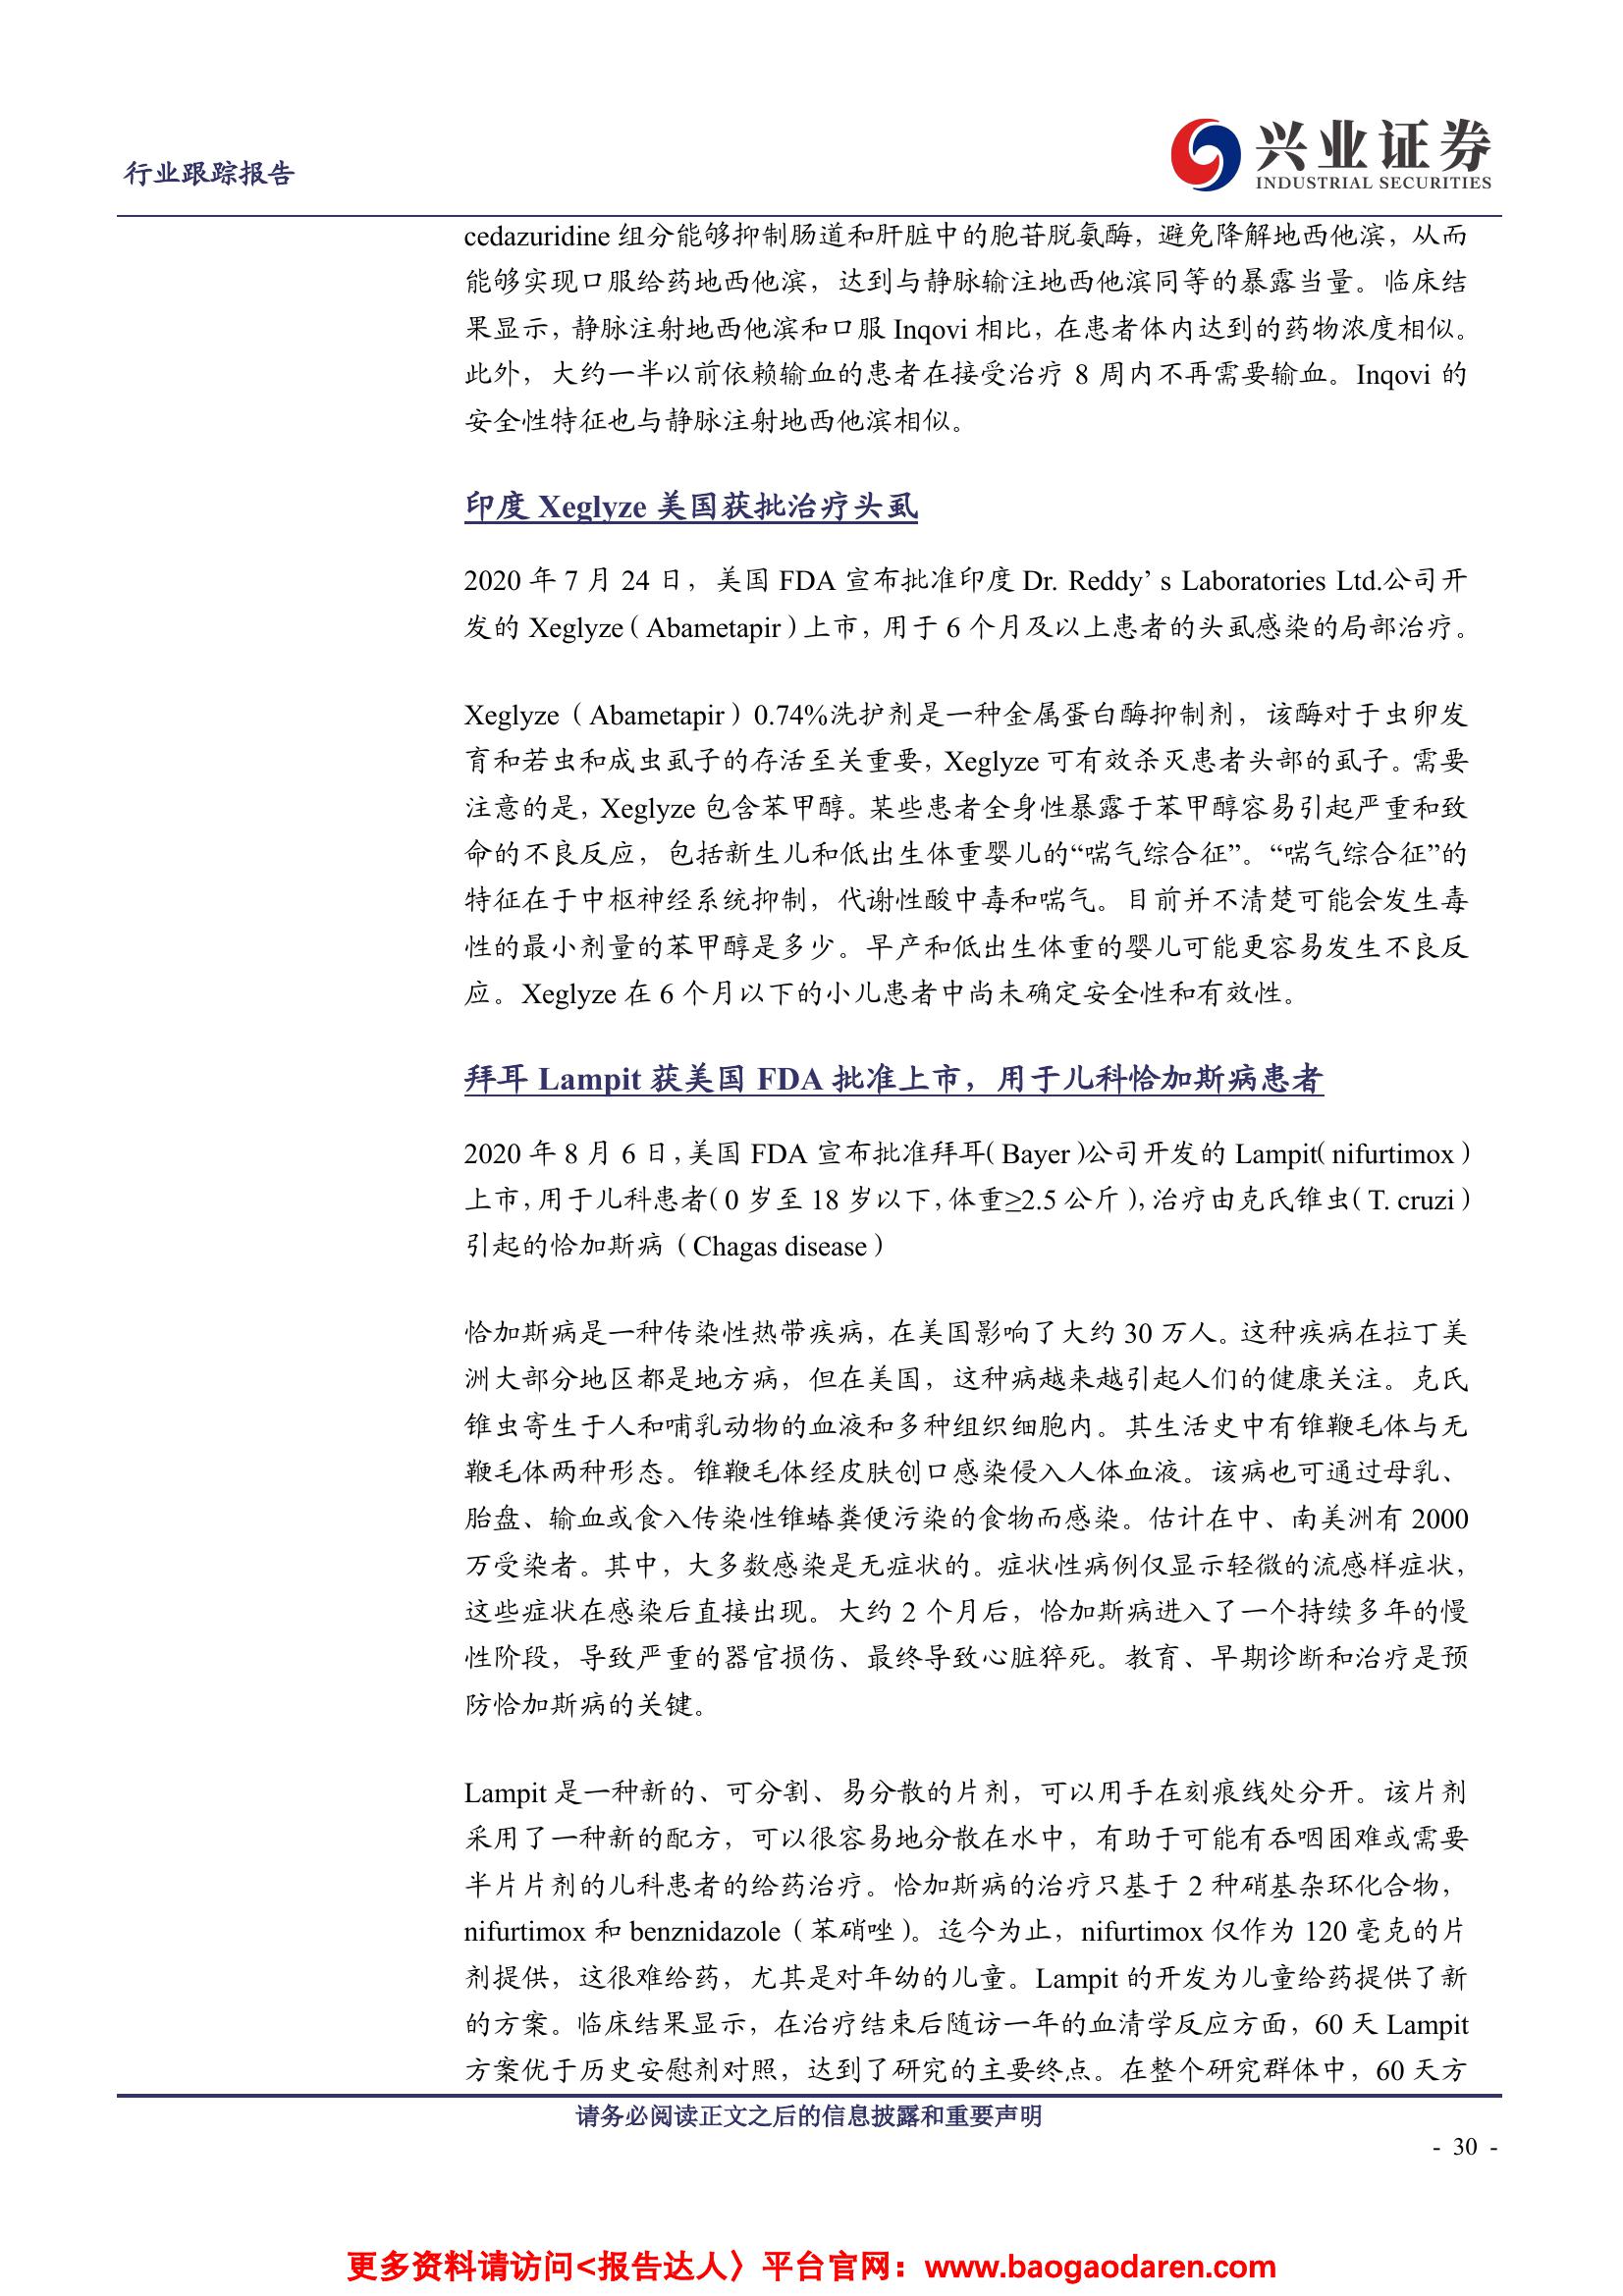 行业跟踪报告
兴业证券
INDUSTRIAL SECURITIES
cedazuridine 组分能够抑制肠道和肝脏中的胞苷脱氨酶，避免降解地西他滨，从而
能够实现口服给药地西他滨，达到与静脉输注地西他滨同等的暴露当量。临床结
果显示，静脉注射地西他滨和口服 Inqovi 相比，在患者体内达到的药物浓度相似。
此外，大约一半以前依赖输血的患者在接受治疗 8 周内不再需要输血。Inqovi 的
安全性特征也与静脉注射地西他滨相似。
印度 Xeglyze 美国获批治疗头虱
2020 年 7 月 24 日，美国 FDA 宣布批准印度 Dr. Reddy’ s Laboratories Ltd.公司开
发的 Xeglyze（Abametapir）上市，用于 6 个月及以上患者的头虱感染的局部治疗。
Xeglyze（Abametapir）0.74%洗护剂是一种金属蛋白酶抑制剂，该酶对于虫卵发
育和若虫和成虫虱子的存活至关重要，Xeglyze 可有效杀灭患者头部的虱子。需要
注意的是，Xeglyze 包含苯甲醇。某些患者全身性暴露于苯甲醇容易引起严重和致
命的不良反应，包括新生儿和低出生体重婴儿的“喘气综合征”。“喘气综合征”的
特征在于中枢神经系统抑制，代谢性酸中毒和喘气。目前并不清楚可能会发生毒
性的最小剂量的苯甲醇是多少。早产和低出生体重的婴儿可能更容易发生不良反
应。Xeglyze 在 6 个月以下的小儿患者中尚未确定安全性和有效性。
拜耳 Lampit 获美国 FDA 批准上市，用于儿科恰加斯病患者
2020 年 8 月 6 日，美国 FDA 宣布批准拜耳（Bayer）公司开发的 Lampit（nifurtimox）
上市，用于儿科患者（0 岁至 18 岁以下，体重≥2.5 公斤），治疗由克氏锥虫（T. cruzi）
引起的恰加斯病（Chagas disease）
恰加斯病是一种传染性热带疾病，在美国影响了大约 30 万人。这种疾病在拉丁美
洲大部分地区都是地方病，但在美国，这种病越来越引起人们的健康关注。克氏
锥虫寄生于人和哺乳动物的血液和多种组织细胞内。其生活史中有锥鞭毛体与无
鞭毛体两种形态。锥鞭毛体经皮肤创口感染侵入人体血液。该病也可通过母乳、
胎盘、输血或食入传染性锥蝽粪便污染的食物而感染。估计在中、南美洲有 2000
万受染者。其中，大多数感染是无症状的。症状性病例仅显示轻微的流感样症状，
这些症状在感染后直接出现。大约 2 个月后，恰加斯病进入了一个持续多年的慢
性阶段，导致严重的器官损伤、最终导致心脏猝死。教育、早期诊断和治疗是预
防恰加斯病的关键。
Lampit 是一种新的、可分割、易分散的片剂，可以用手在刻痕线处分开。该片剂
采用了一种新的配方，可以很容易地分散在水中，有助于可能有吞咽困难或需要
半片片剂的儿科患者的给药治疗。恰加斯病的治疗只基于 2 种硝基杂环化合物，
nifurtimox 和 benznidazole（苯硝唑）。迄今为止，nifurtimox 仅作为 120 毫克的片
剂提供，这很难给药，尤其是对年幼的儿童。Lampit 的开发为儿童给药提供了新
的方案。临床结果显示，在治疗结束后随访一年的血清学反应方面，60 天 Lampit
方案优于历史安慰剂对照，达到了研究的主要终点。在整个研究群体中，60 天方
请务必阅读正文之后的信息披露和重要声明
- 30 -
更多资料请访问<报告达人〉平台官网：www.baogaodaren.com